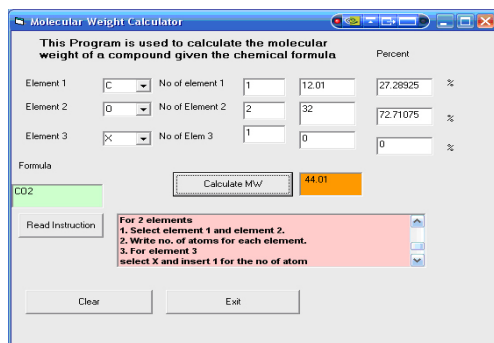 Molecular Weight Calculator
This Program is used to calculate the molecular
weight of a compound given the chemical formula
Percent
Element 1 C No of element 1 1 12.01 27.28925 %
Element 2 O No of Element 2 2 32 72.71075 %
Element 3 X No of Elem 3 1 0 0 %
Formula
CO2
Calculate MW 44.01
Read Instruction
For 2 elements
1. Select element 1 and element 2.
2. Write no. of atoms for each element.
3. For element 3
select X and insert 1 for the no of atom
Clear Exit